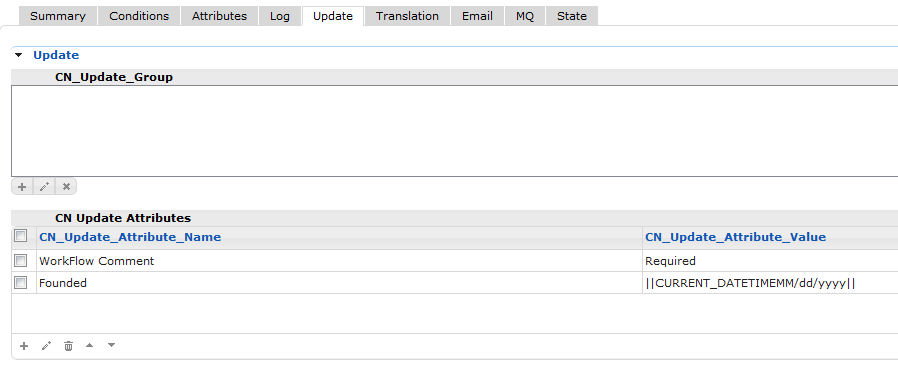 Summary Conditions Attributes Log Update Translation Email MQ State
Update
CN_Update_Group
CN Update Attributes
CN_Update_Attribute_Name CN_Update_Attribute_Value
WorkFlow Comment Required
Founded ||CURRENT_DATETIMEMM/dd/yyyy||